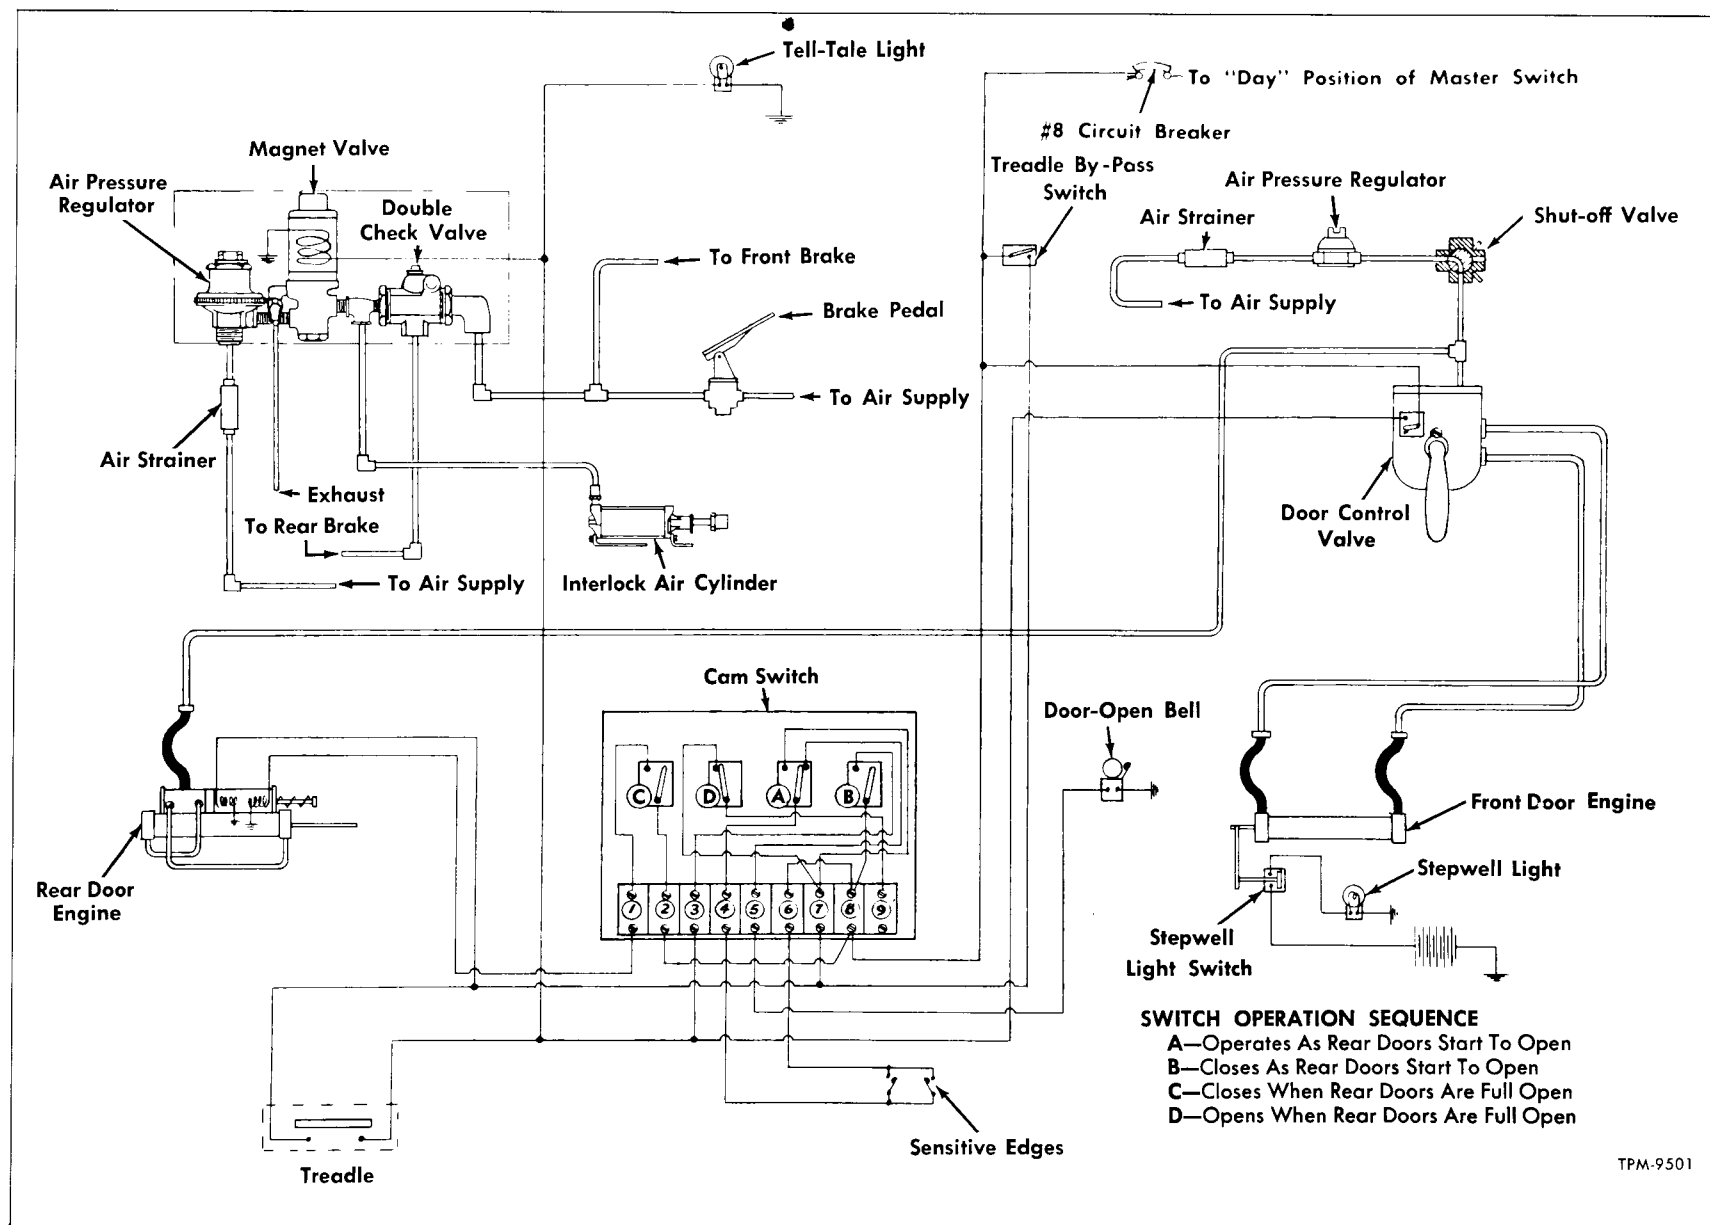 Tell-Tale Light
To "Day" Position of Master Switch
#8 Circuit Breaker
Magnet Valve
Treadle By-Pass
Switch
Air Pressure
Regulator
Air Pressure Regulator
Double
Check Valve
Air Strainer
Shut-off Valve
To Front Brake
To Air Supply
Brake Pedal
To Air Supply
Air Strainer
Exhaust
To Rear Brake
Door Control
Valve
To Air Supply
Interlock Air Cylinder
Cam Switch
Door-Open Bell
C
D
A
B
Front Door Engine
Rear Door
Engine
Stepwell Light
1 2 3 4 5 6 7 8 9
Stepwell
Light Switch
SWITCH OPERATION SEQUENCE
A—Operates As Rear Doors Start To Open
B—Closes As Rear Doors Start To Open
C—Closes When Rear Doors Are Full Open
D—Opens When Rear Doors Are Full Open
Sensitive Edges
Treadle
TPM-9501